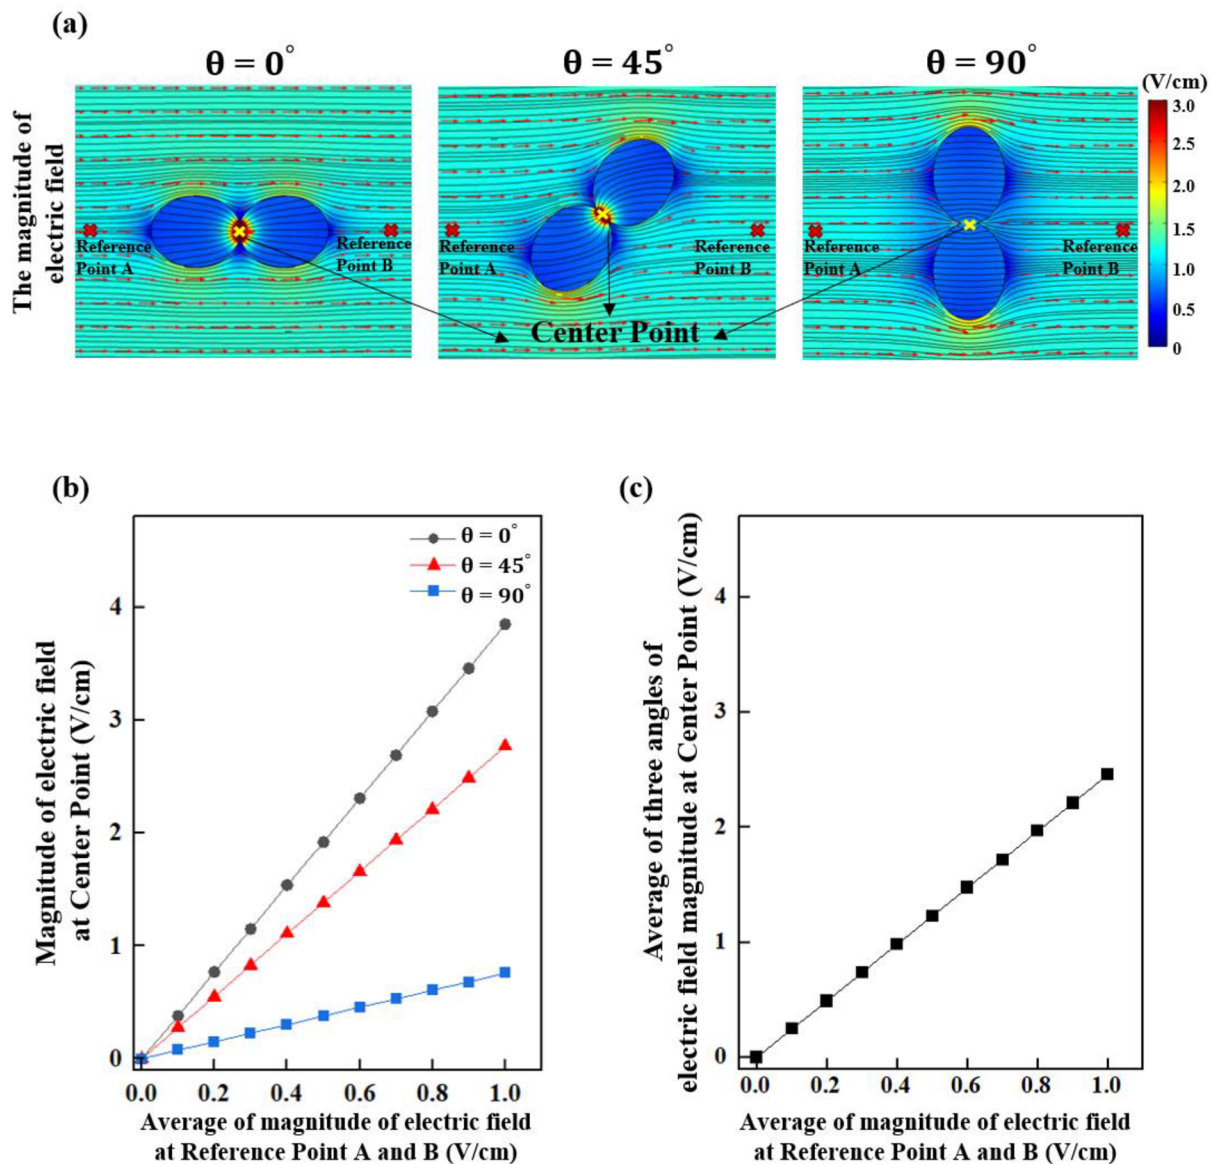 (a)
θ = 0°
θ = 45°
θ = 90°
(V/cm)
The magnitude of
electric field
3.0
2.5
2.0
1.5
1.0
0.5
0
Reference
Point A
Reference
Point B
Reference
Point A
Reference
Point B
Reference
Point A
Reference
Point B
Center Point
(b)
Magnitude of electric field
at Center Point (V/cm)
θ = 0°
θ = 45°
θ = 90°
4
3
2
1
0
0.0 0.2 0.4 0.6 0.8 1.0
Average of magnitude of electric field
at Reference Point A and B (V/cm)
(c)
Average of three angles of
electric field magnitude at Center Point (V/cm)
4
3
2
1
0
0.0 0.2 0.4 0.6 0.8 1.0
Average of magnitude of electric field
at Reference Point A and B (V/cm)